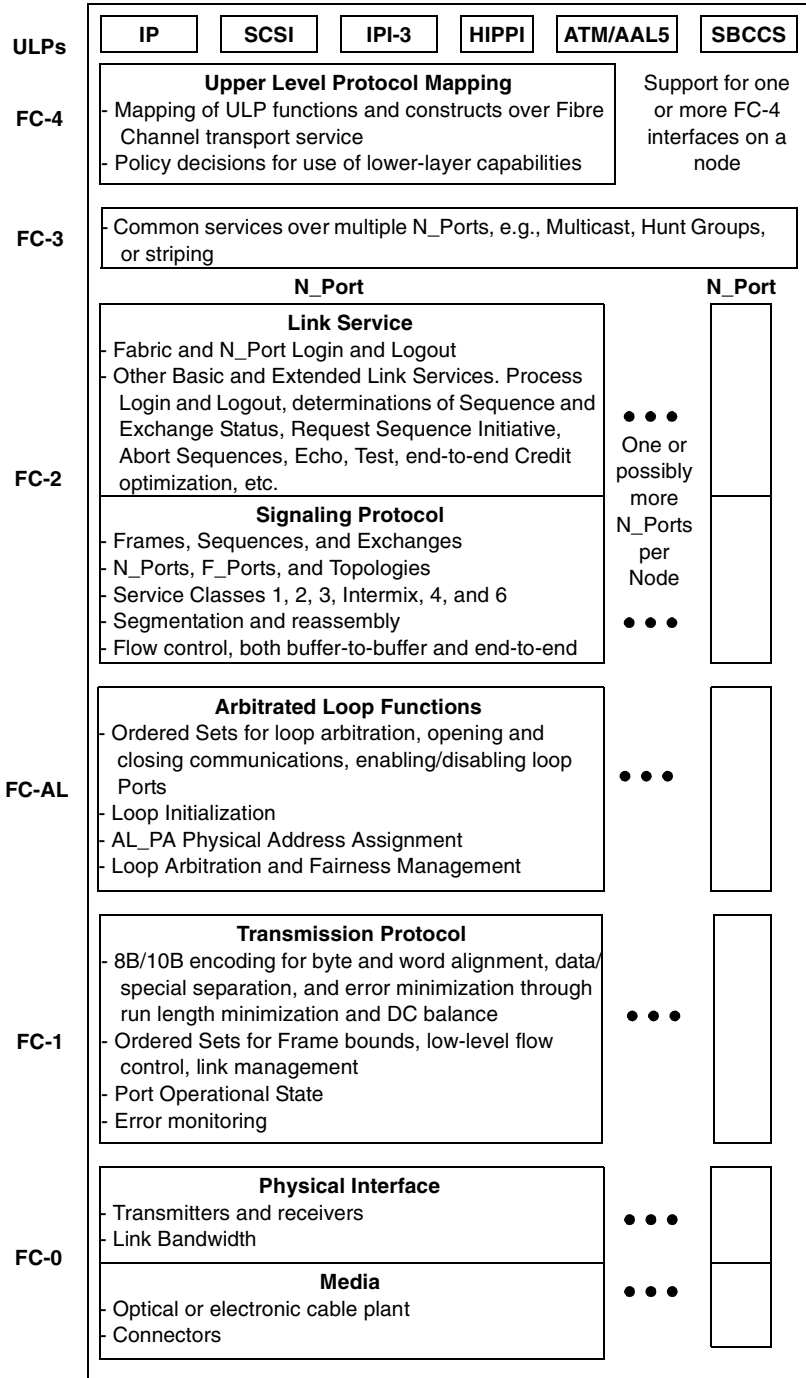 ULPs
IP
SCSI
IPI-3
HIPPI
ATM/AAL5
SBCCS
FC-4
Upper Level Protocol Mapping
- Mapping of ULP functions and constructs over Fibre
Channel transport service
- Policy decisions for use of lower-layer capabilities
Support for one
or more FC-4
interfaces on a
node
FC-3
- Common services over multiple N_Ports, e.g., Multicast, Hunt Groups,
or striping
N_Port
N_Port
FC-2
Link Service
- Fabric and N_Port Login and Logout
- Other Basic and Extended Link Services. Process
Login and Logout, determinations of Sequence and
Exchange Status, Request Sequence Initiative,
Abort Sequences, Echo, Test, end-to-end Credit
optimization, etc.
Signaling Protocol
- Frames, Sequences, and Exchanges
- N_Ports, F_Ports, and Topologies
- Service Classes 1, 2, 3, Intermix, 4, and 6
- Segmentation and reassembly
- Flow control, both buffer-to-buffer and end-to-end
One or
possibly
more
N_Ports
per
Node
FC-AL
Arbitrated Loop Functions
- Ordered Sets for loop arbitration, opening and
closing communications, enabling/disabling loop
Ports
- Loop Initialization
- AL_PA Physical Address Assignment
- Loop Arbitration and Fairness Management
FC-1
Transmission Protocol
- 8B/10B encoding for byte and word alignment, data/
special separation, and error minimization through
run length minimization and DC balance
- Ordered Sets for Frame bounds, low-level flow
control, link management
- Port Operational State
- Error monitoring
FC-0
Physical Interface
- Transmitters and receivers
- Link Bandwidth
Media
- Optical or electronic cable plant
- Connectors